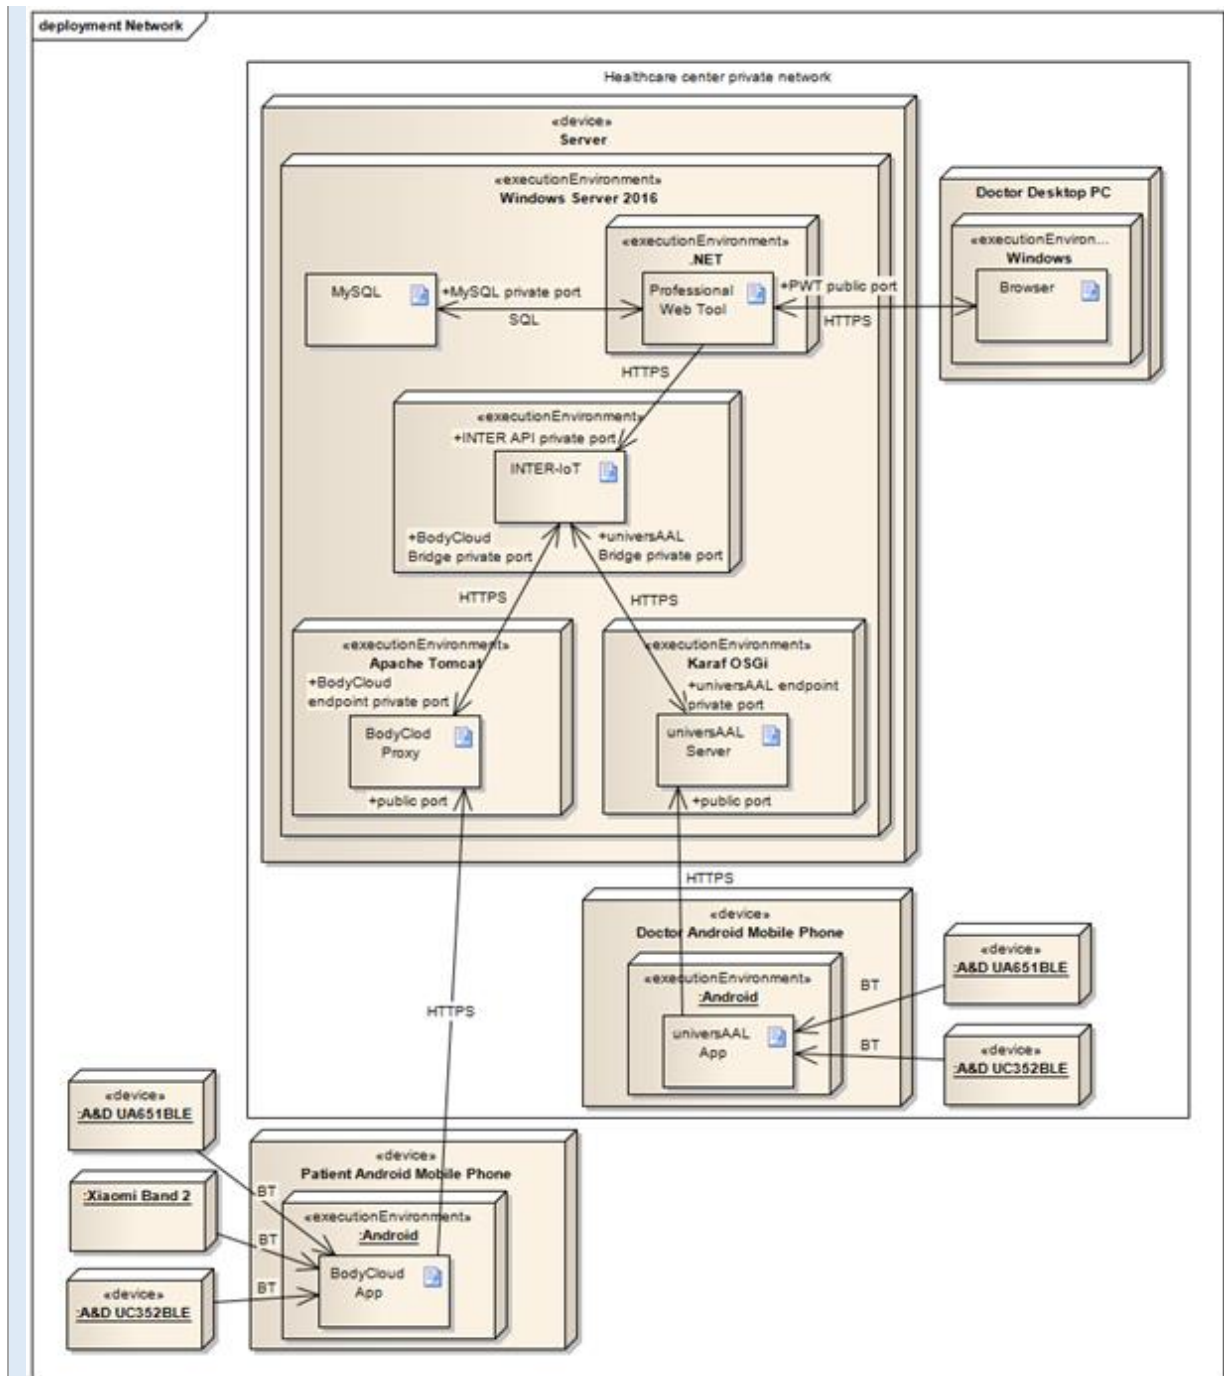 deployment Network
Healthcare center private network
«device»
Server
«executionEnvironment»
Windows Server 2016
«executionEnvironment»
.NET
MySQL
+MySQL private port
SQL
Professional
Web Tool
+PWT public port
HTTPS
Doctor Desktop PC
«executionEnviron...
Windows
Browser
HTTPS
«executionEnvironment»
+INTER API private port
INTER-IoT
+BodyCloud
Bridge private port
+universAAL
Bridge private port
HTTPS
HTTPS
«executionEnvironment»
Apache Tomcat
+BodyCloud
endpoint private port
BodyClod
Proxy
+public port
«executionEnvironment»
Karaf OSGi
+universAAL endpoint
private port
universAAL
Server
+public port
HTTPS
«device»
Doctor Android Mobile Phone
«executionEnvironment»
:Android
universAAL
App
BT
BT
«device»
:A&D UA651BLE
«device»
:A&D UC352BLE
HTTPS
«device»
:A&D UA651BLE
:Xiaomi Band 2
«device»
:A&D UC352BLE
BT
BT
BT
«device»
Patient Android Mobile Phone
«executionEnvironment»
:Android
BodyCloud
App